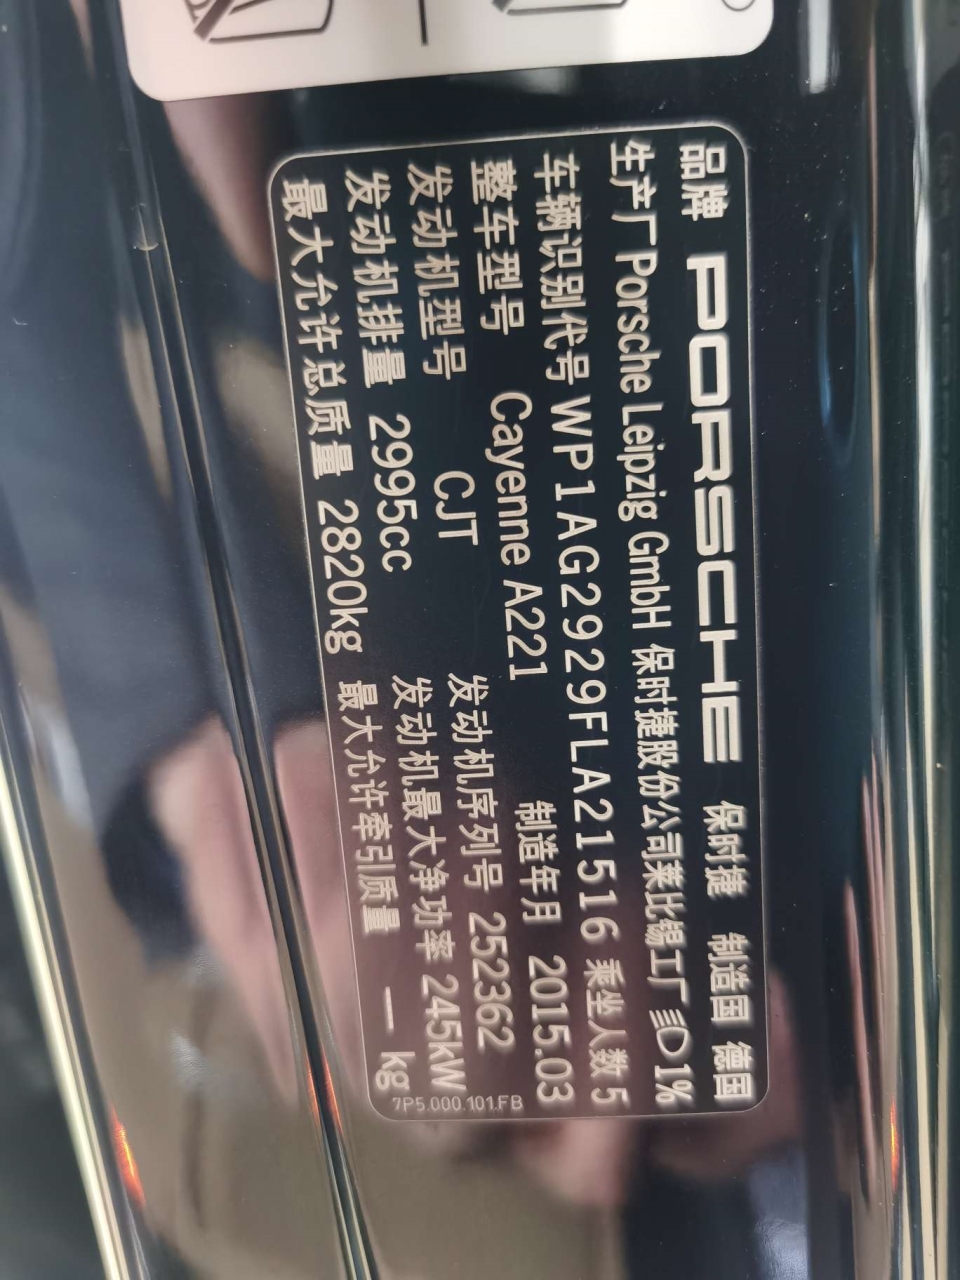 品牌 PORSCHE 保时捷 制造国 德国
生产厂 Porsche Leipzig GmbH 保时捷股份公司莱比锡工厂 1%
车辆识别代号 WP1AG2929FLA21516 乘坐人数 5
整车型号 Cayenne A221 制造年月 2015.03
发动机型号 CJT 发动机序列号 252362
发动机排量 2995cc 发动机最大净功率 245kW
最大允许总质量 2820kg 最大允许牵引质量 — kg
7P5.000.101.FB